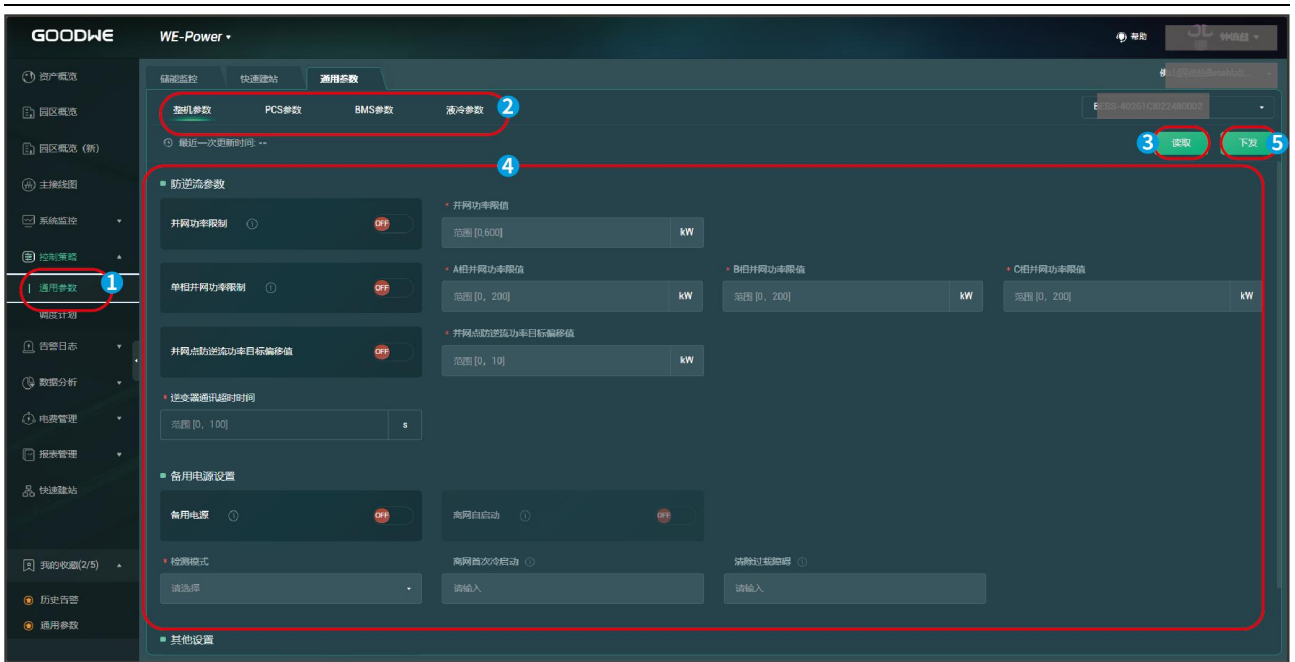 GOODWE
WE-Power
帮助
资产概览
园区概览
园区概览（新）
主接线图
系统监控
控制策略
通用参数
调度计划
告警日志
数据分析
电费管理
报表管理
快速建站
我的收藏(2/5)
历史告警
通用参数
储能监控 快速建站 通用参数
整机参数 PCS参数 BMS参数 液冷参数
最近一次更新时间: --
读取 下发
1
2
3
4
5
防逆流参数
并网功率限制 OFF
* 并网功率限值
范围 [0,600] kW
单相并网功率限制 OFF
* A相并网功率限值 * B相并网功率限值 * C相并网功率限值
范围 [0, 200] kW 范围 [0, 200] kW 范围 [0, 200] kW
并网点防逆流功率目标偏移值 OFF
* 并网点防逆流功率目标偏移值
范围 [0, 10] kW
* 逆变器通讯超时时间
范围 [0, 100] s
备用电源设置
备用电源 OFF 离网自启动 OFF
* 检测模式 离网首次冷启动 清除过载障碍
请选择 请输入 请输入
其他设置